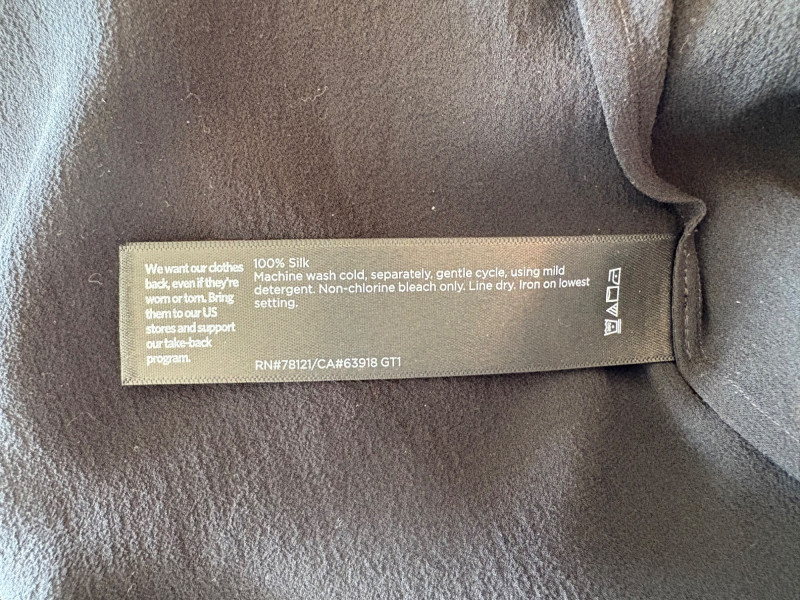 We want our clothes
back, even if they're
worn or torn. Bring
them to our US
stores and support
our take-back
program.
100% Silk
Machine wash cold, separately, gentle cycle, using mild
detergent. Non-chlorine bleach only. Line dry. Iron on lowest
setting.
RN#78121/CA#63918 GT1